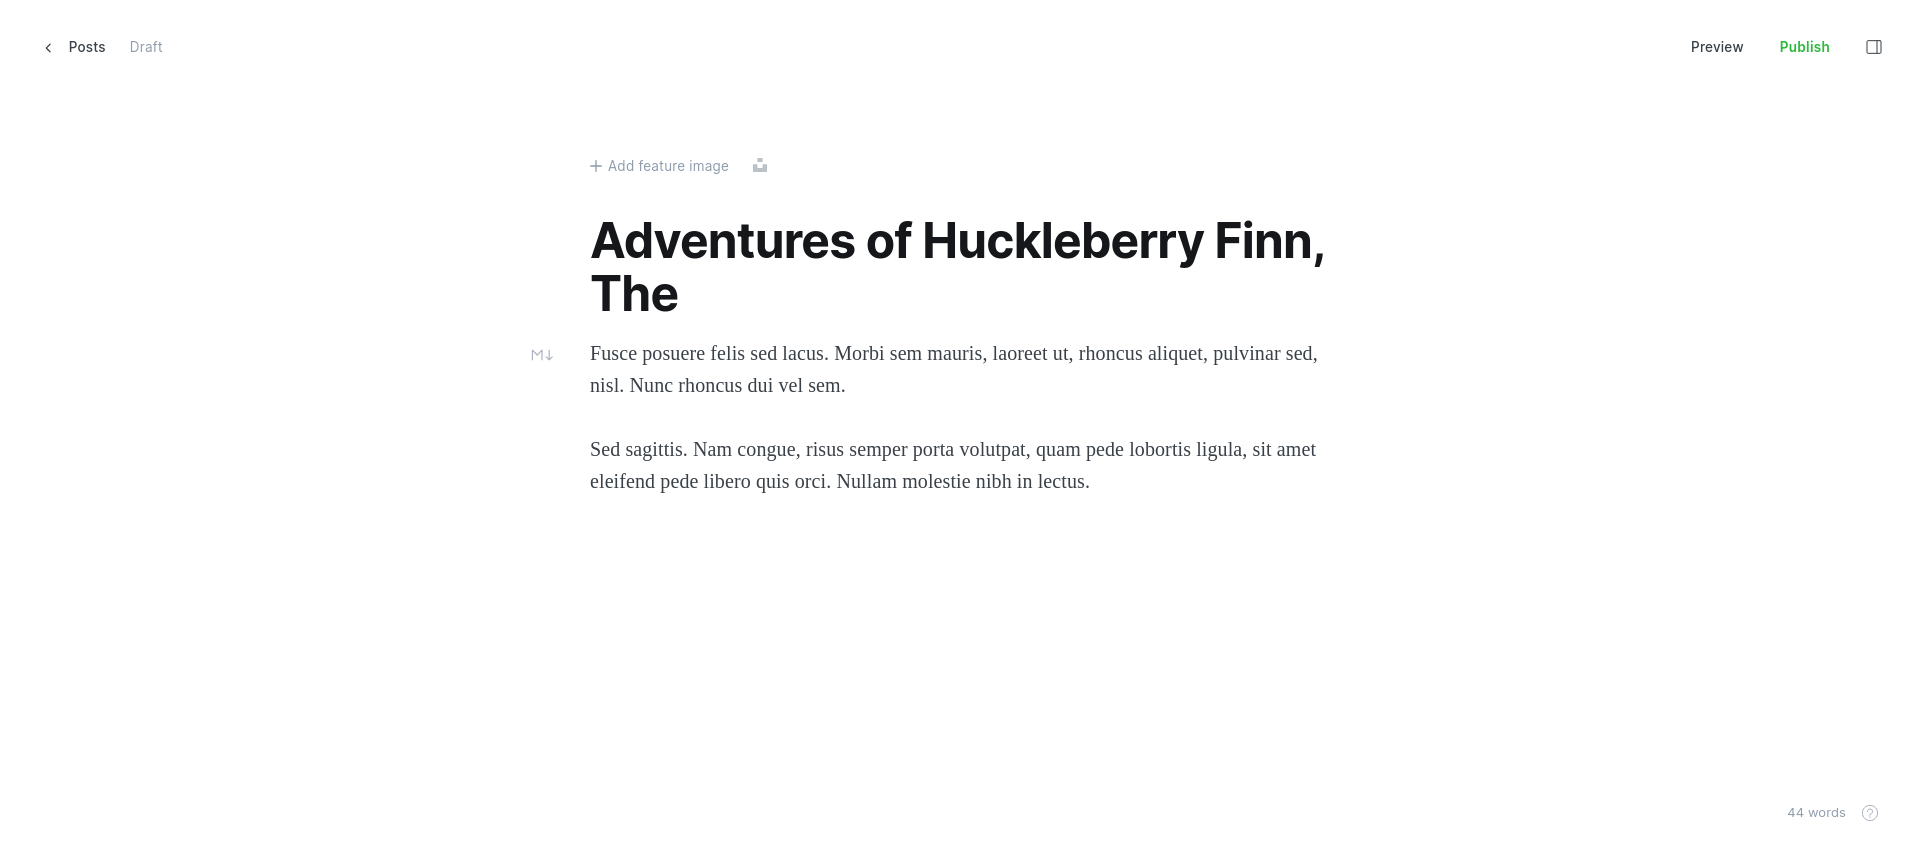 Posts
Draft
Preview
Publish
Add feature image
Adventures of Huckleberry Finn,
The
Fusce posuere felis sed lacus. Morbi sem mauris, laoreet ut, rhoncus aliquet, pulvinar sed,
nisl. Nunc rhoncus dui vel sem.
Sed sagittis. Nam congue, risus semper porta volutpat, quam pede lobortis ligula, sit amet
eleifend pede libero quis orci. Nullam molestie nibh in lectus.
44 words